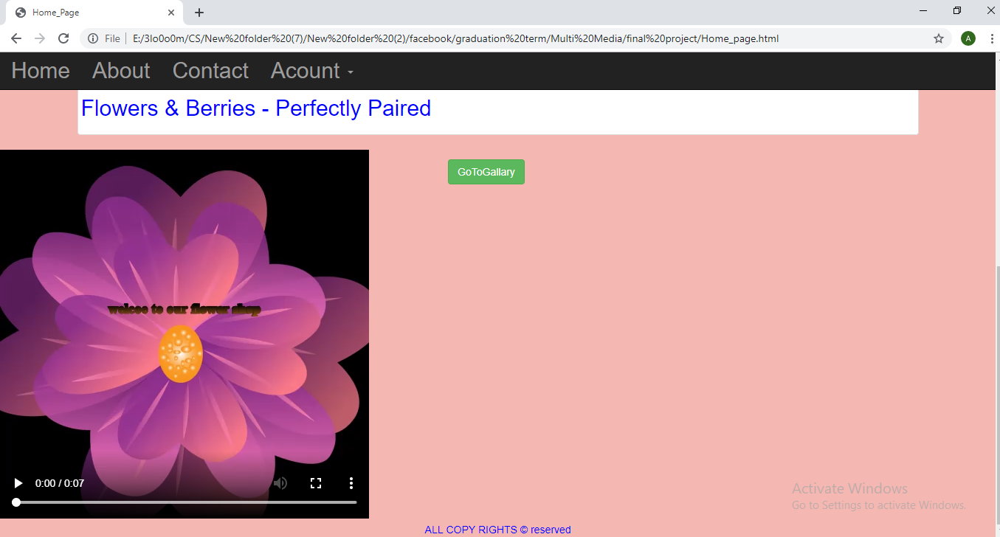 Home_Page
File
E:/3lo0o0m/CS/New%20folder%20(7)/New%20folder%20(2)/facebook/graduation%20term/Multi%20Media/final%20project/Home_page.html
A
Home About Contact Acount
Flowers & Berries - Perfectly Paired
GoToGallary
welcoe to our flower shop
0:00 / 0:07
Activate Windows
Go to Settings to activate Windows.
ALL COPY RIGHTS © reserved